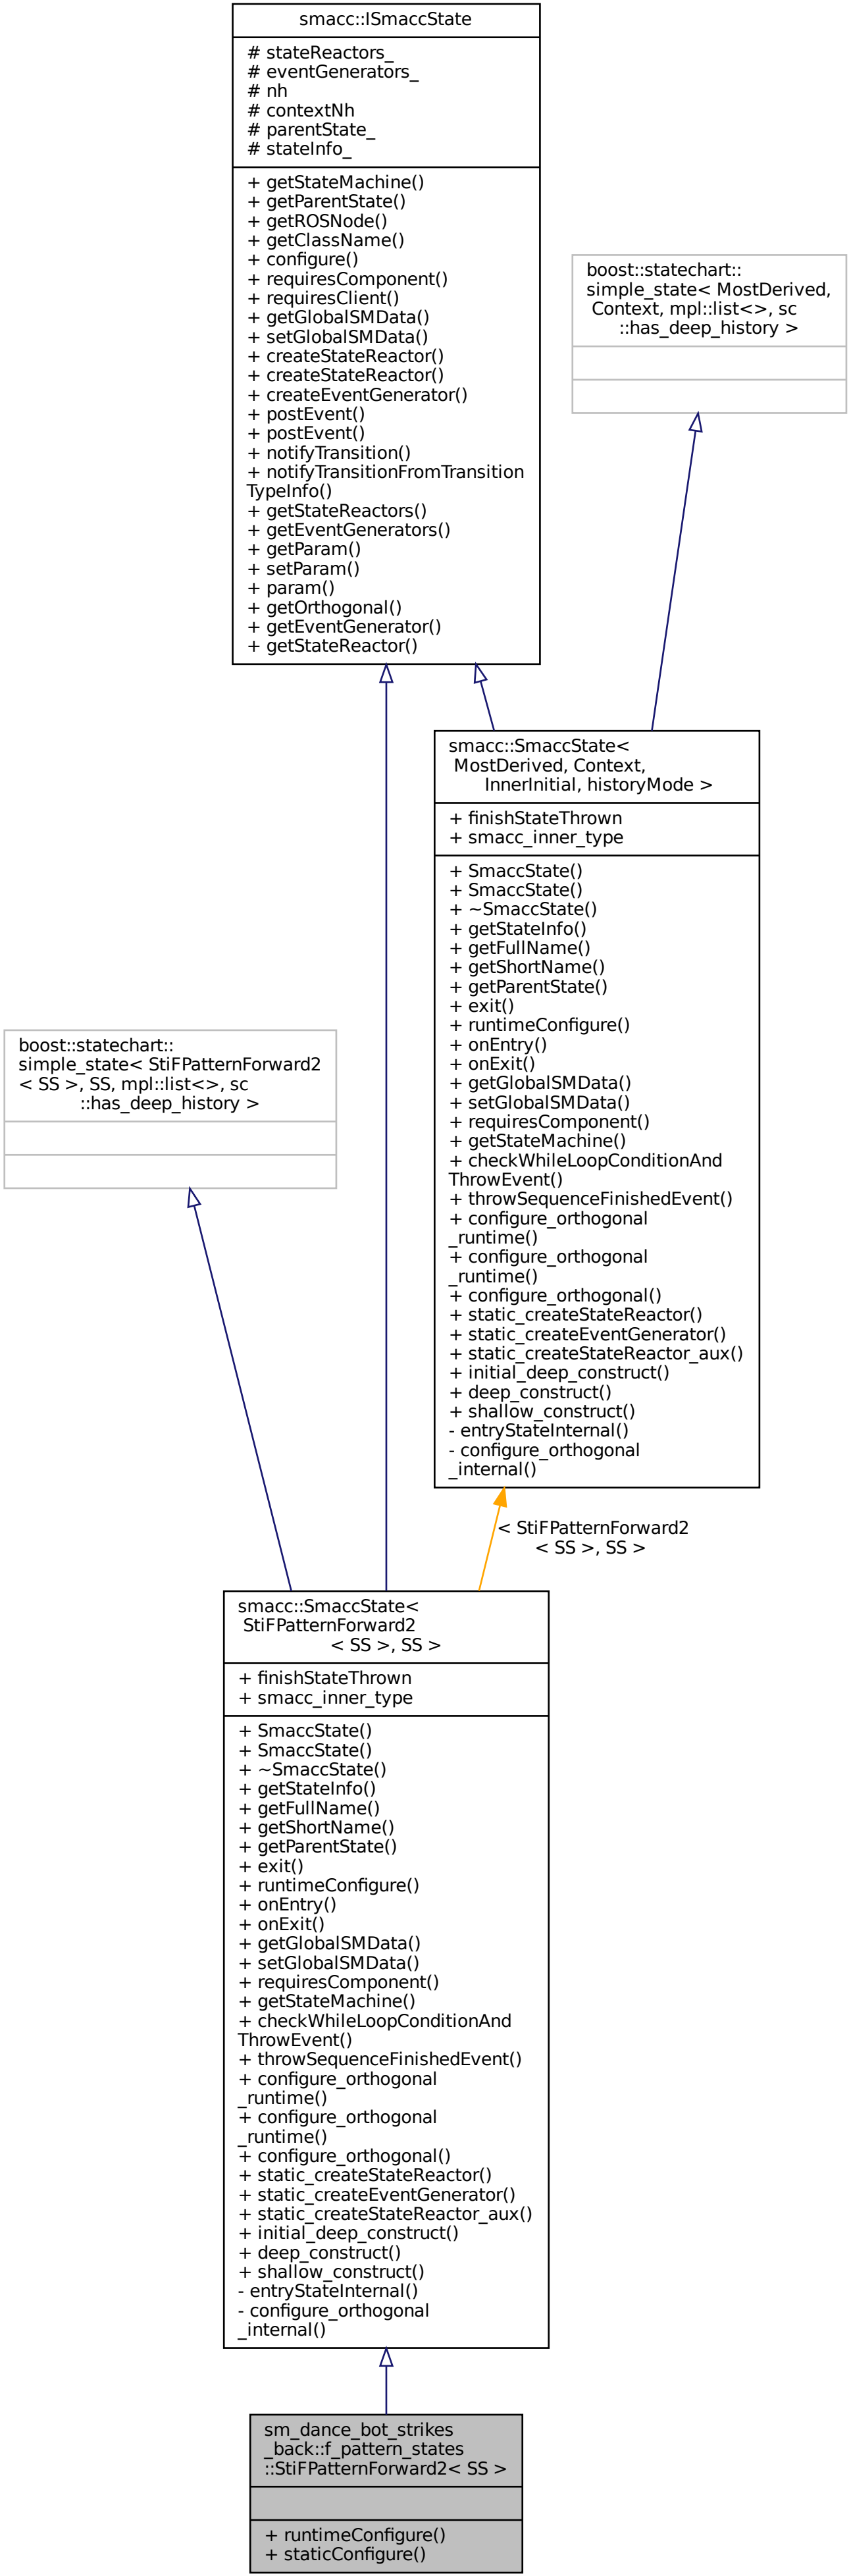 smacc::ISmaccState
# stateReactors_
# eventGenerators_
# nh
# contextNh
# parentState_
# stateInfo_
+ getStateMachine()
+ getParentState()
+ getROSNode()
+ getClassName()
+ configure()
+ requiresComponent()
+ requiresClient()
+ getGlobalSMData()
+ setGlobalSMData()
+ createStateReactor()
+ createStateReactor()
+ createEventGenerator()
+ postEvent()
+ postEvent()
+ notifyTransition()
+ notifyTransitionFromTransition
TypeInfo()
+ getStateReactors()
+ getEventGenerators()
+ getParam()
+ setParam()
+ param()
+ getOrthogonal()
+ getEventGenerator()
+ getStateReactor()
boost::statechart::
simple_state< MostDerived,
Context, mpl::list<>, sc
::has_deep_history >
smacc::SmaccState<
MostDerived, Context,
InnerInitial, historyMode >
+ finishStateThrown
+ smacc_inner_type
+ SmaccState()
+ SmaccState()
+ ~SmaccState()
+ getStateInfo()
+ getFullName()
+ getShortName()
+ getParentState()
+ exit()
+ runtimeConfigure()
+ onEntry()
+ onExit()
+ getGlobalSMData()
+ setGlobalSMData()
+ requiresComponent()
+ getStateMachine()
+ checkWhileLoopConditionAnd
ThrowEvent()
+ throwSequenceFinishedEvent()
+ configure_orthogonal
_runtime()
+ configure_orthogonal
_runtime()
+ configure_orthogonal()
+ static_createStateReactor()
+ static_createEventGenerator()
+ static_createStateReactor_aux()
+ initial_deep_construct()
+ deep_construct()
+ shallow_construct()
- entryStateInternal()
- configure_orthogonal
_internal()
boost::statechart::
simple_state< StiFPatternForward2
< SS >, SS, mpl::list<>, sc
::has_deep_history >
< StiFPatternForward2
< SS >, SS >
smacc::SmaccState<
StiFPatternForward2
< SS >, SS >
+ finishStateThrown
+ smacc_inner_type
+ SmaccState()
+ SmaccState()
+ ~SmaccState()
+ getStateInfo()
+ getFullName()
+ getShortName()
+ getParentState()
+ exit()
+ runtimeConfigure()
+ onEntry()
+ onExit()
+ getGlobalSMData()
+ setGlobalSMData()
+ requiresComponent()
+ getStateMachine()
+ checkWhileLoopConditionAnd
ThrowEvent()
+ throwSequenceFinishedEvent()
+ configure_orthogonal
_runtime()
+ configure_orthogonal
_runtime()
+ configure_orthogonal()
+ static_createStateReactor()
+ static_createEventGenerator()
+ static_createStateReactor_aux()
+ initial_deep_construct()
+ deep_construct()
+ shallow_construct()
- entryStateInternal()
- configure_orthogonal
_internal()
sm_dance_bot_strikes
_back::f_pattern_states
::StiFPatternForward2< SS >
+ runtimeConfigure()
+ staticConfigure()